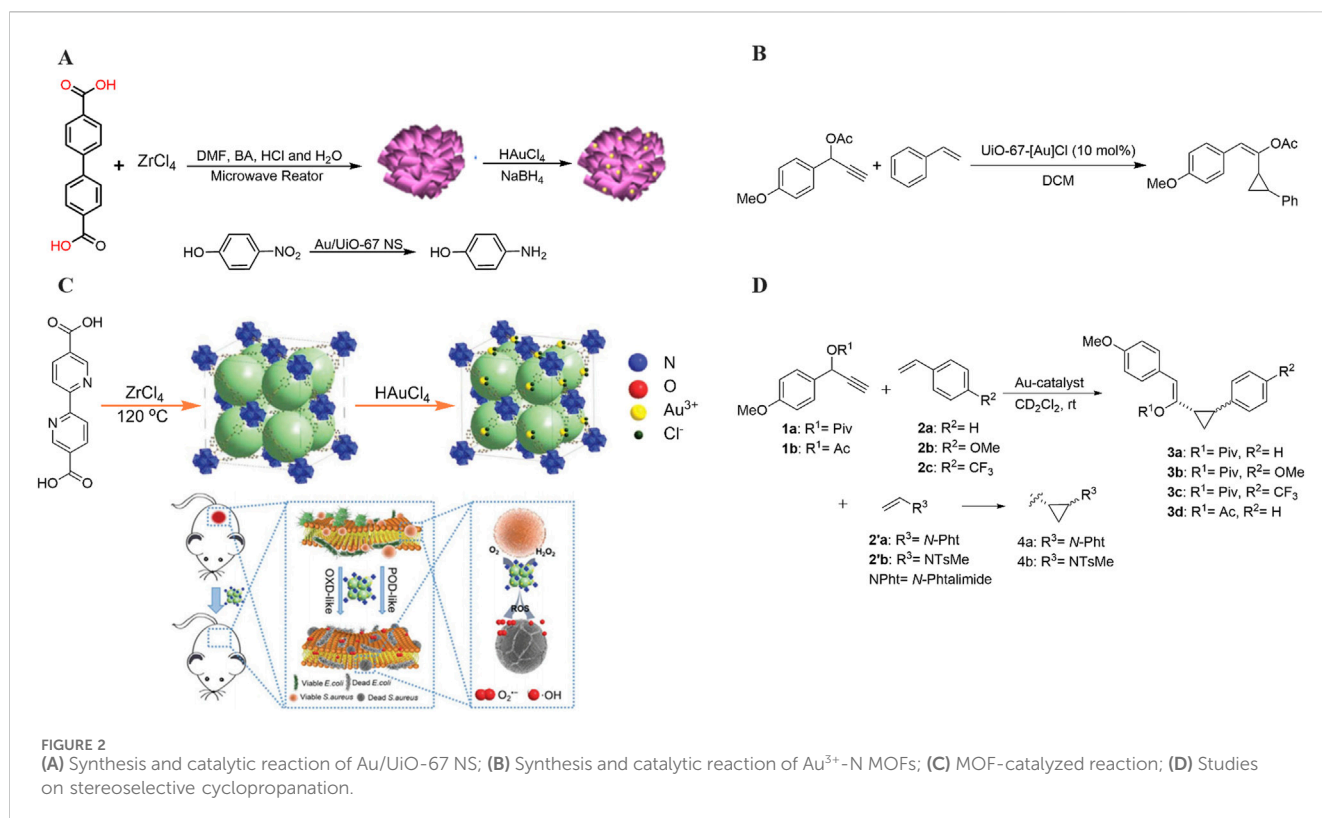 A
O
OH
+ ZrCl4
DMF, BA, HCl and H2O
Microwave Reator
HAuCl4
NaBH4
HO
O
HO
NO2
Au/UiO-67 NS
HO
NH2
B
OAc
MeO
+
UiO-67-[Au]Cl (10 mol%)
DCM
OAc
MeO
Ph
C
O
OH
N
N
HO
O
ZrCl4
120 °C
HAuCl4
N
O
Au3+
Cl-
OXD-like
POD-like
Viable E.coli
Dead E.coli
Viable S.aureus
Dead S.aureus
O2
H2O2
ROS
O2•−
·OH
D
OR1
MeO
1a: R1= Piv
1b: R1= Ac
+
R2
2a: R2= H
2b: R2= OMe
2c: R2= CF3
Au-catalyst
CD2Cl2, rt
MeO
R2
R1O
3a: R1= Piv, R2= H
3b: R1= Piv, R2= OMe
3c: R1= Piv, R2= CF3
3d: R1= Ac, R2= H
+
R3
2'a: R3= N-Pht
2'b: R3= NTsMe
NPht= N-Phtalimide
R3
4a: R3= N-Pht
4b: R3= NTsMe
FIGURE 2
(A) Synthesis and catalytic reaction of Au/UiO-67 NS; (B) Synthesis and catalytic reaction of Au3+-N MOFs; (C) MOF-catalyzed reaction; (D) Studies
on stereoselective cyclopropanation.